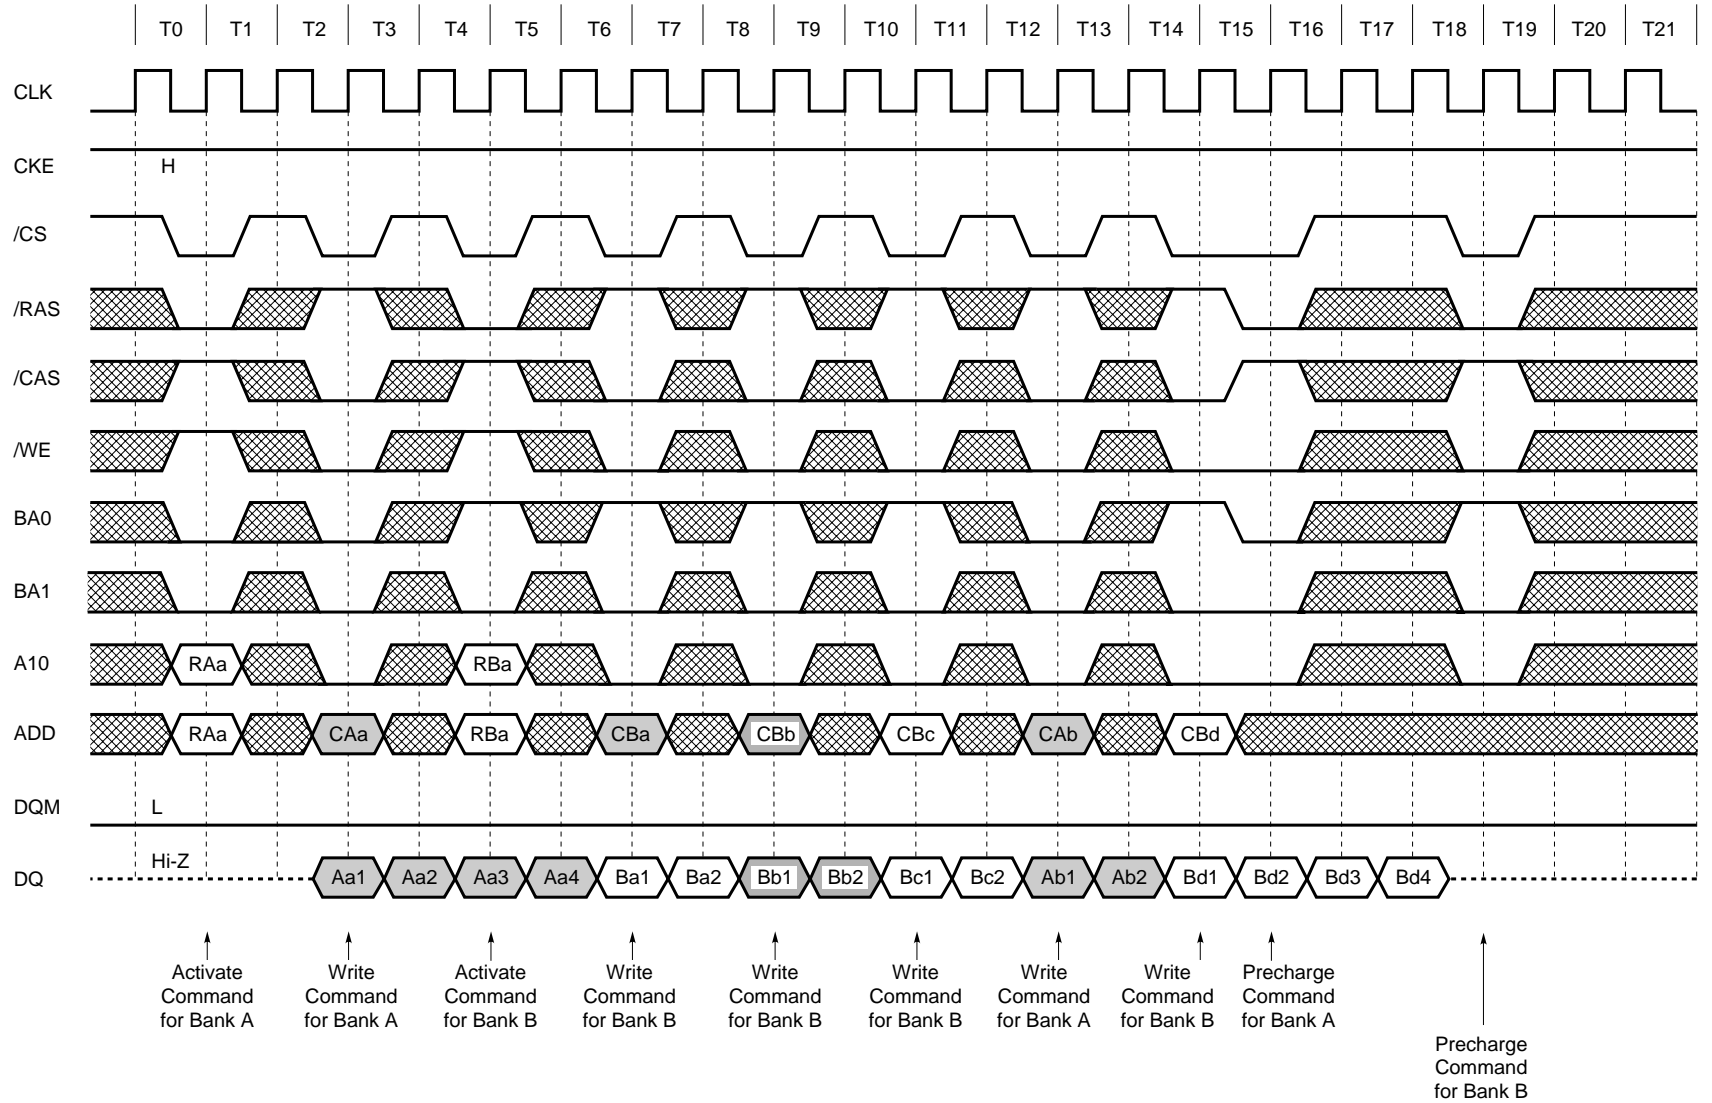 T0 T1 T2 T3 T4 T5 T6 T7 T8 T9 T10 T11 T12 T13 T14 T15 T16 T17 T18 T19 T20 T21
CLK
CKE H
/CS
/RAS
/CAS
/WE
BA0
BA1
A10 RAa RBa
ADD RAa CAa RBa CBa CBb CBc CAb CBd
DQM L
DQ Hi-Z Aa1 Aa2 Aa3 Aa4 Ba1 Ba2 Bb1 Bb2 Bc1 Bc2 Ab1 Ab2 Bd1 Bd2 Bd3 Bd4
Activate
Command
for Bank A
Write
Command
for Bank A
Activate
Command
for Bank B
Write
Command
for Bank B
Write
Command
for Bank B
Write
Command
for Bank B
Write
Command
for Bank A
Write
Command
for Bank B
Precharge
Command
for Bank A
Precharge
Command
for Bank B